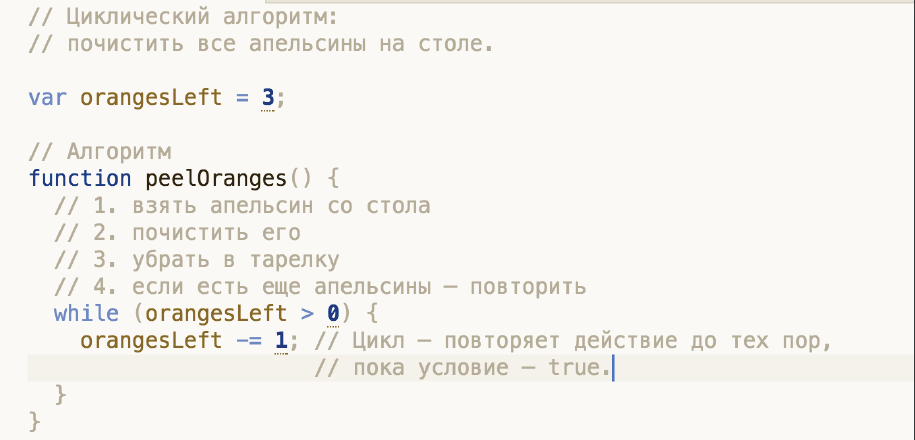 // Циклический алгоритм:
// почистить все апельсины на столе.
var orangesLeft = 3;
// Алгоритм
function peelOranges() {
// 1. взять апельсин со стола
// 2. почистить его
// 3. убрать в тарелку
// 4. если есть еще апельсины — повторить
while (orangesLeft > 0) {
orangesLeft -= 1; // Цикл — повторяет действие до тех пор,
// пока условие — true.
}
}